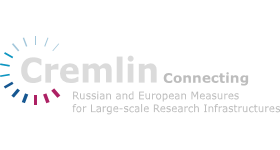 Cremlin Connecting
Russian and European Measures
for Large-scale Research Infrastructures